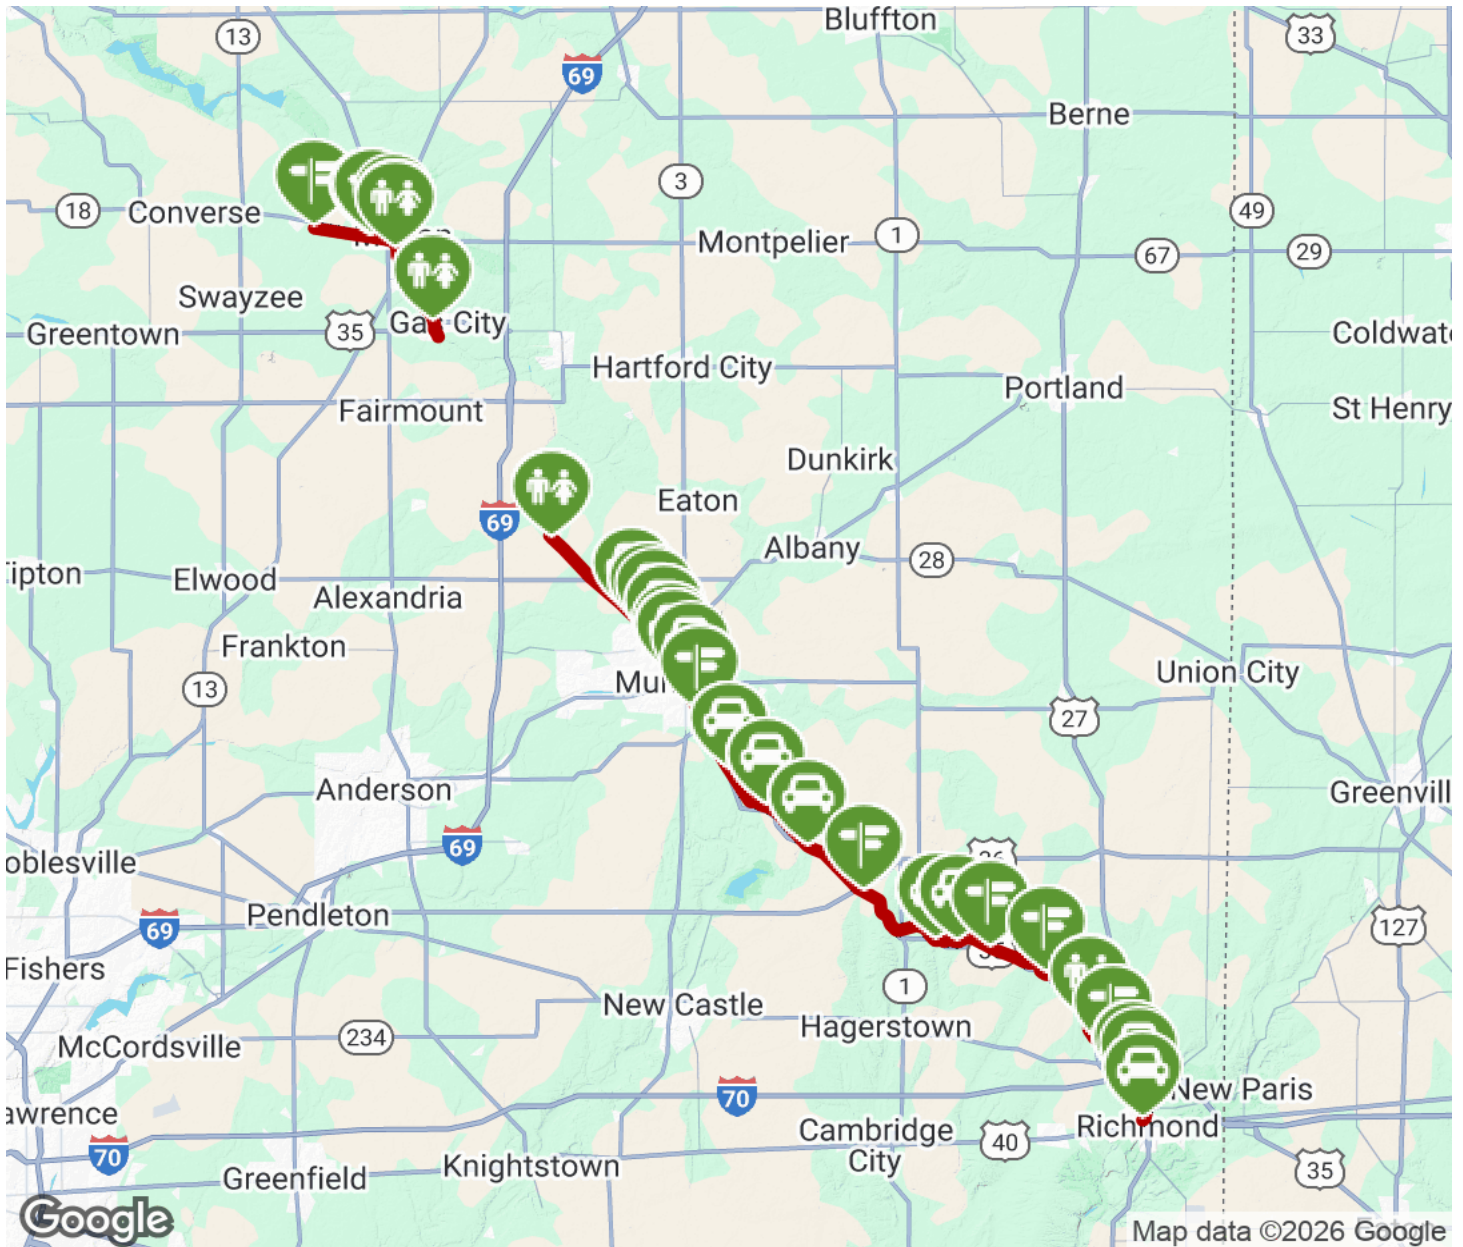 Bluffton
13
33
69
Berne
3
18
Converse
49
1
Montpelier
67
29
Swayzee
Greentown
35
Gas City
Coldwat
Hartford City
Portland
Fairmount
St Henry
Dunkirk
Eaton
69
Albany
28
Tipton
Elwood
Alexandria
Frankton
Union City
13
Mun
27
Anderson
Greenvill
69
oblesville
Pendleton
127
69
Fishers
1
New Castle
Hagerstown
234
McCordsville
70
New Paris
awrence
Richmond
Cambridge
City
40
70
Knightstown
35
Greenfield
Google
Map data ©2026 Google